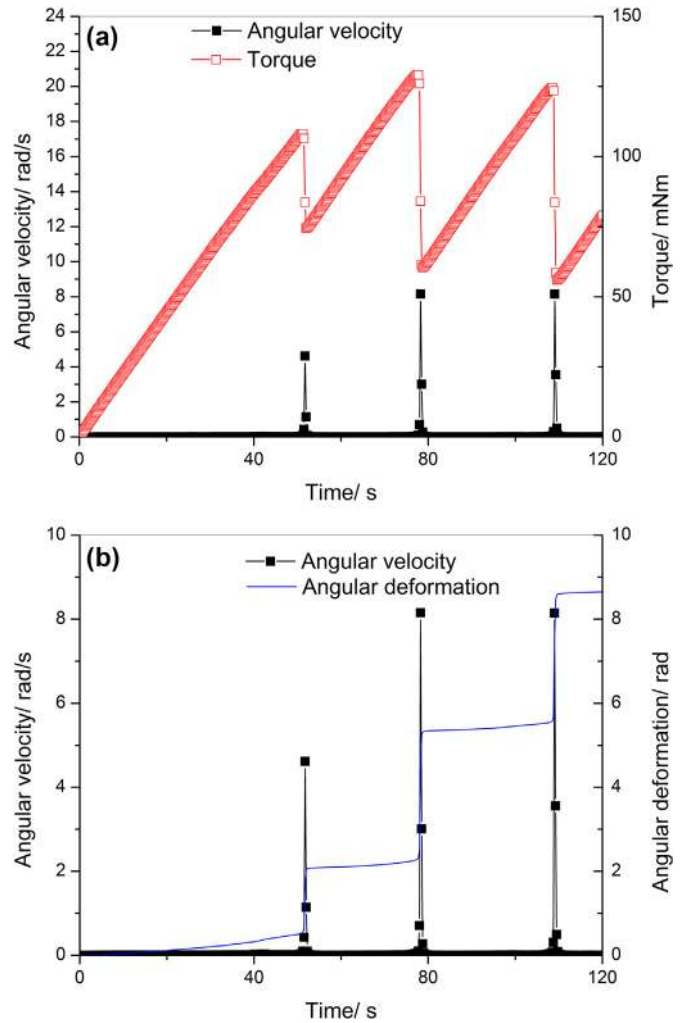 (a)
Angular velocity
Torque
24
22
20
18
16
14
12
10
8
6
4
2
0
Angular velocity/ rad/s
150
100
50
0
Torque/ mNm
0 40 80 120
Time/ s
(b)
Angular velocity
Angular deformation
10
8
6
4
2
0
Angular velocity/ rad/s
10
8
6
4
2
0
Angular deformation/ rad
0 40 80 120
Time/ s